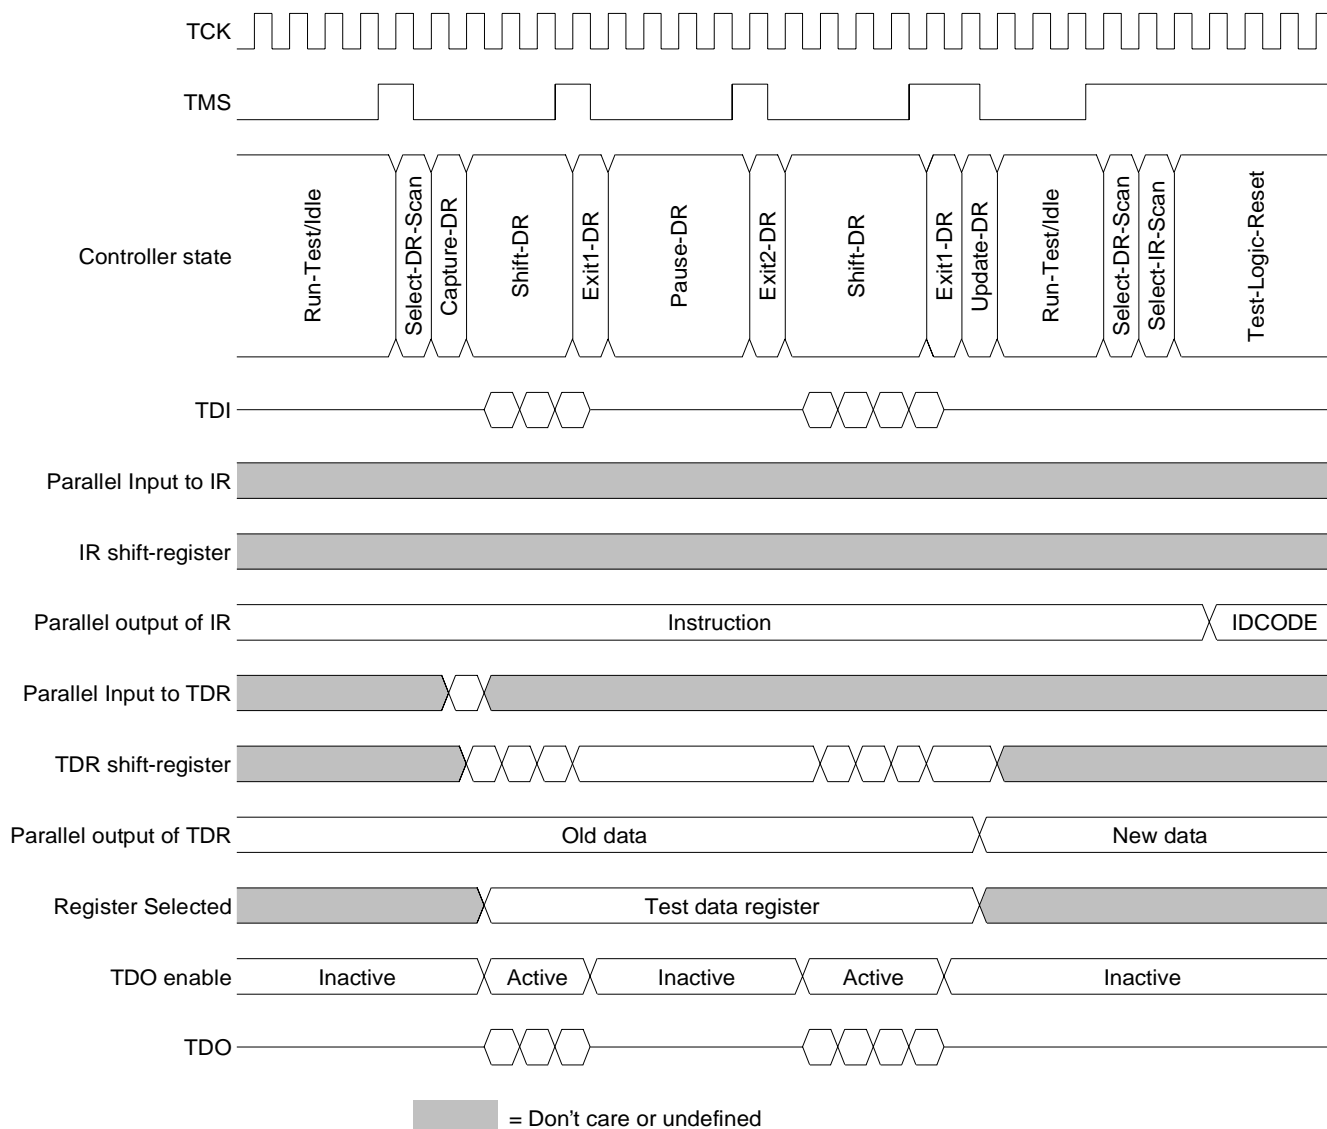 TCK
TMS
Controller state
Run-Test/Idle
Select-DR-Scan
Capture-DR
Shift-DR
Exit1-DR
Pause-DR
Exit2-DR
Shift-DR
Exit1-DR
Update-DR
Run-Test/Idle
Select-DR-Scan
Select-IR-Scan
Test-Logic-Reset
TDI
Parallel Input to IR
IR shift-register
Parallel output of IR
Instruction
IDCODE
Parallel Input to TDR
TDR shift-register
Parallel output of TDR
Old data
New data
Register Selected
Test data register
TDO enable
Inactive
Active
Inactive
Active
Inactive
TDO
= Don't care or undefined